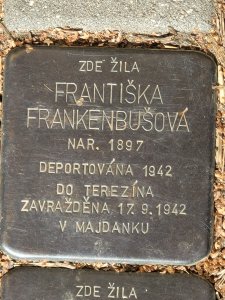 ZDE ŽILA
FRANTIŠKA
FRANKENBUŠOVÁ
NAR. 1897
DEPORTOVÁNA 1942
DO TEREZÍNA
ZAVRAŽDĚNA 17.9.1942
V MAJDANKU
ZDE ŽILA